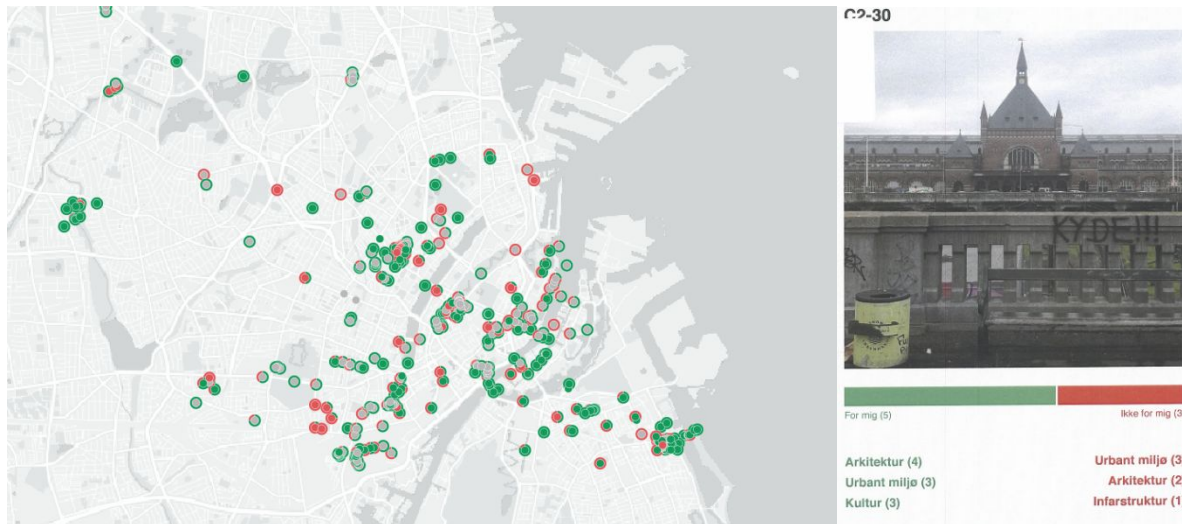 C2-30
KYDE!!!
For mig (5)
Ikke for mig (3
Arkitektur (4)
Urbant miljø (3)
Kultur (3)
Urbant miljø (3
Arkitektur (2
Infarstruktur (1